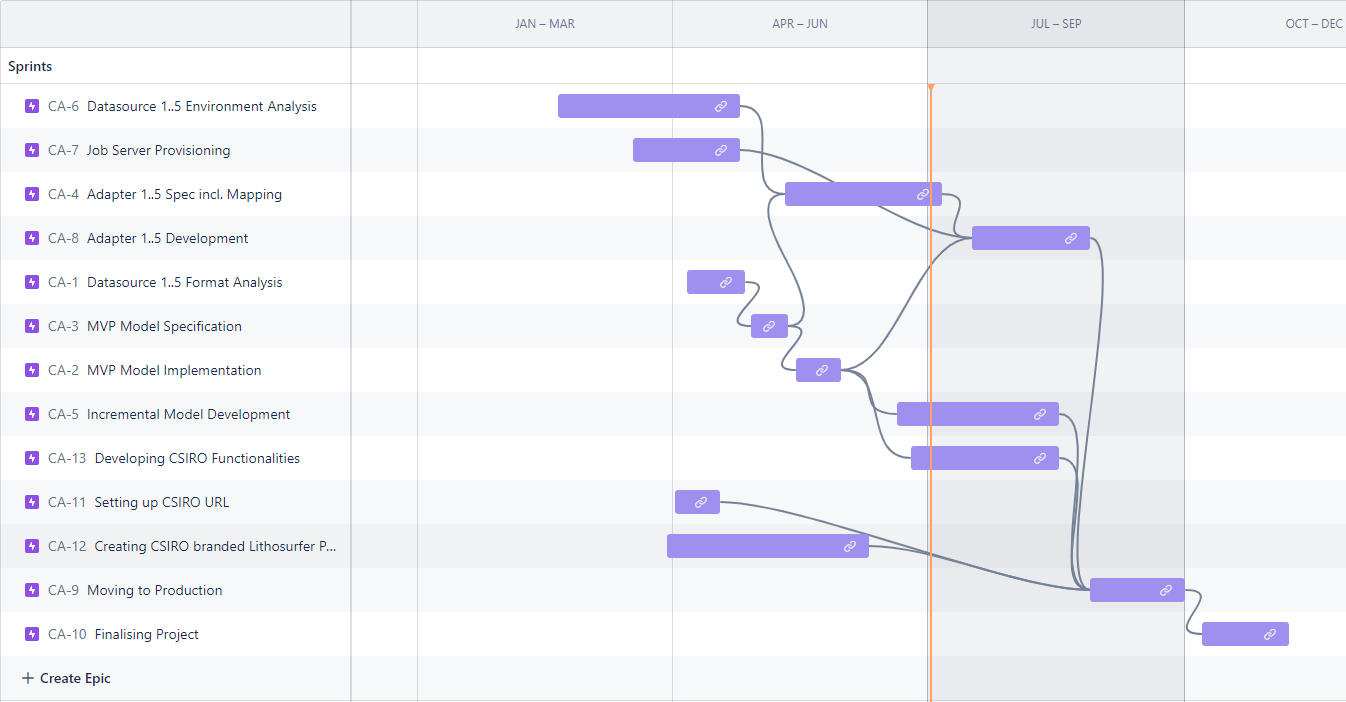 JAN – MAR
APR – JUN
JUL – SEP
OCT – DEC
Sprints
CA-6 Datasource 1..5 Environment Analysis
CA-7 Job Server Provisioning
CA-4 Adapter 1..5 Spec incl. Mapping
CA-8 Adapter 1..5 Development
CA-1 Datasource 1..5 Format Analysis
CA-3 MVP Model Specification
CA-2 MVP Model Implementation
CA-5 Incremental Model Development
CA-13 Developing CSIRO Functionalities
CA-11 Setting up CSIRO URL
CA-12 Creating CSIRO branded Lithosurfer P...
CA-9 Moving to Production
CA-10 Finalising Project
+ Create Epic